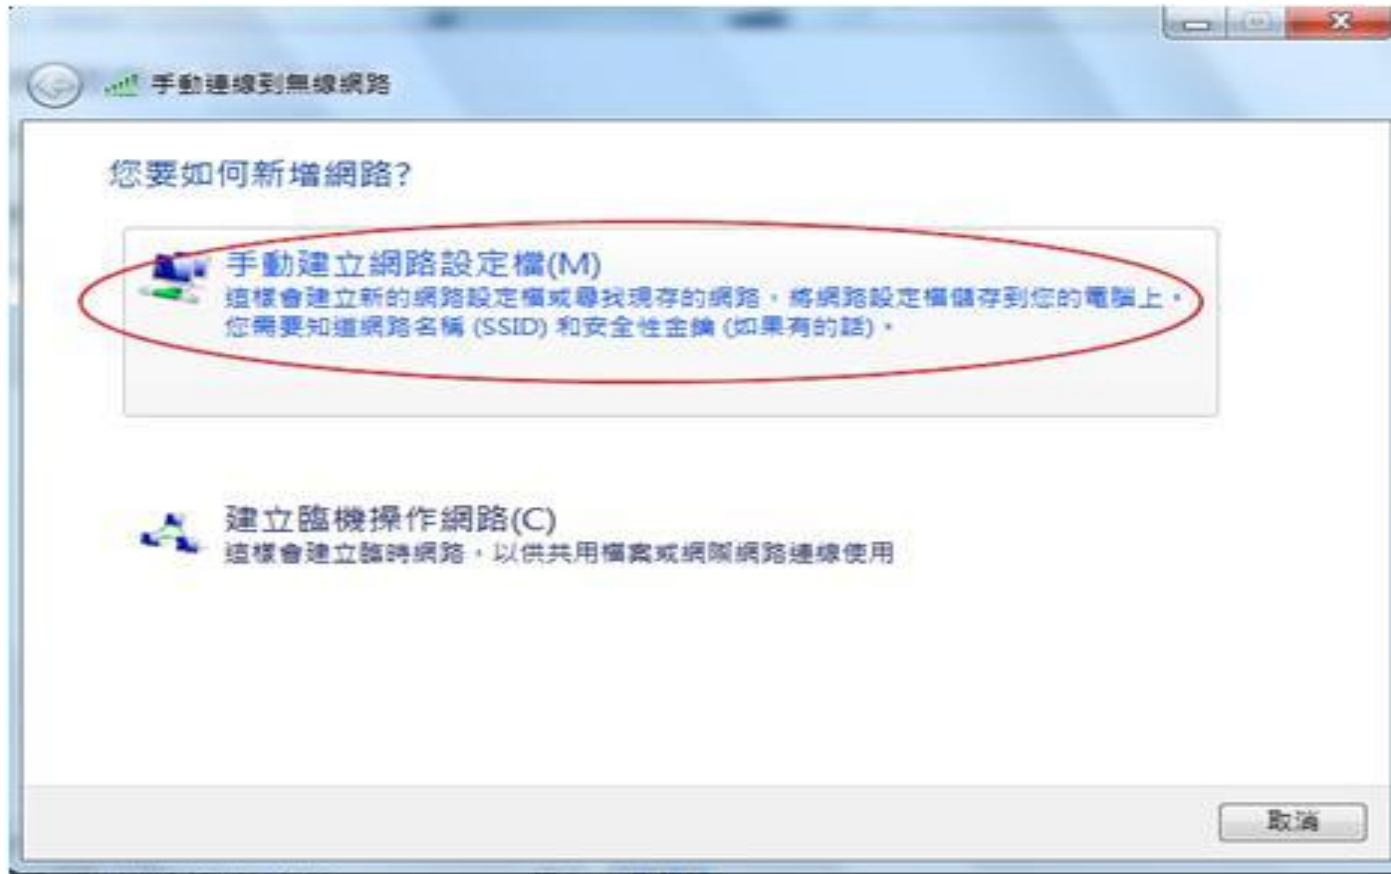 手動連線到無線網路
您要如何新增網路?
手動建立網路設定檔(M)
這樣會建立新的網路設定檔或尋找現存的網路，將網路設定檔儲存到您的電腦上。
您需要知道網路名稱 (SSID) 和安全性金鑰 (如果有的話)。
建立臨機操作網路(C)
這樣會建立臨時網路，以供共用檔案或網際網路連線使用
取消